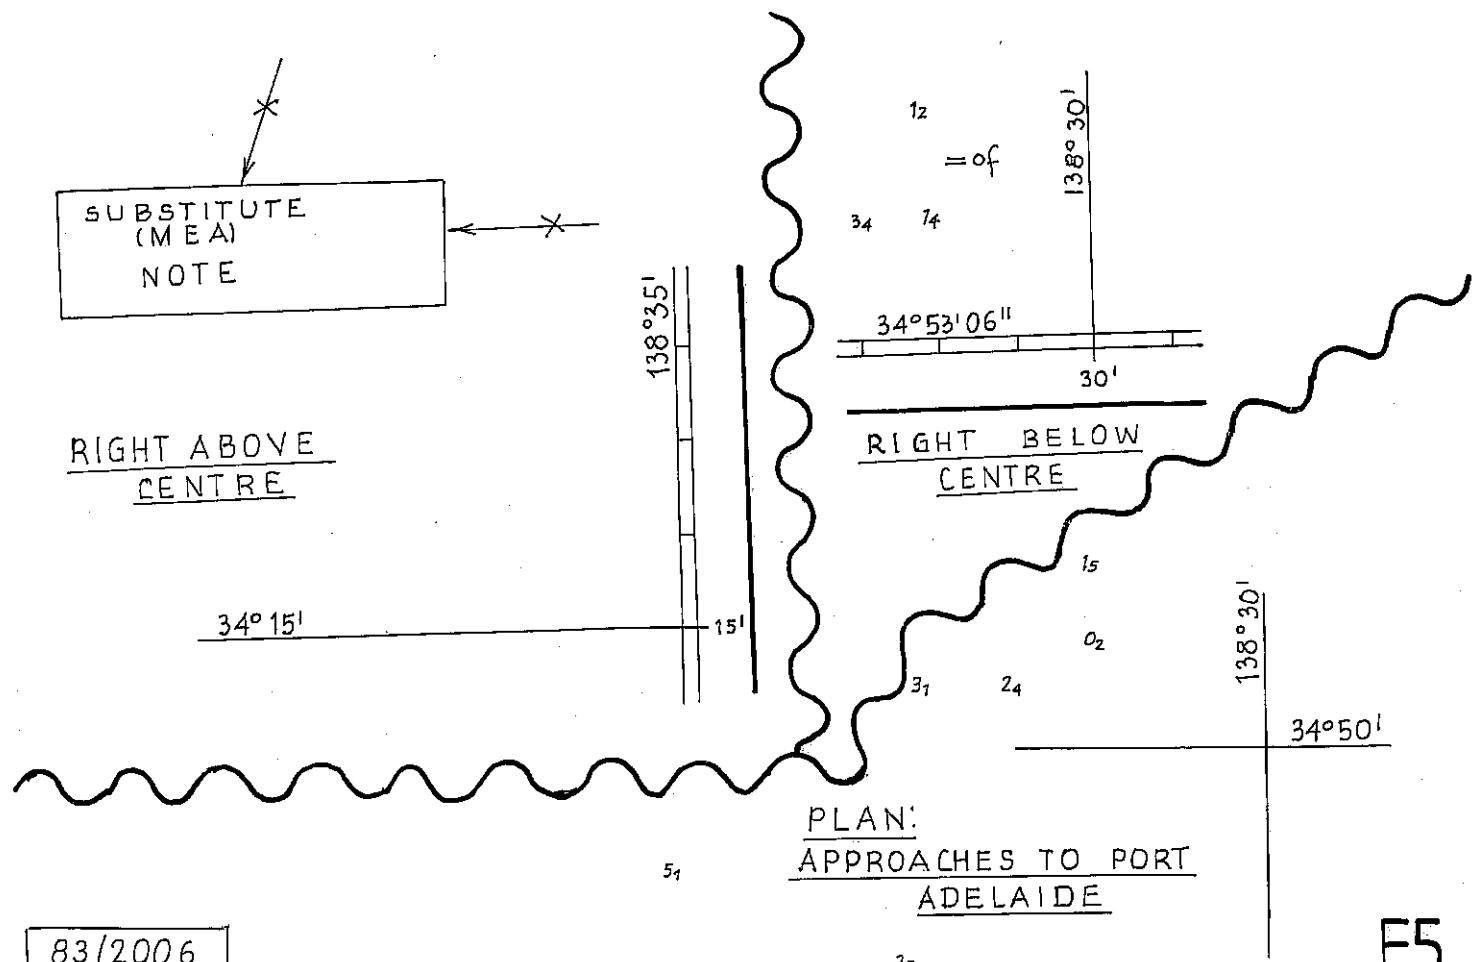 SUBSTITUTE
(MEA)
NOTE
138°35'
RIGHT ABOVE
CENTRE
34°15'
15'
1₂
=of
3₄ 1₄
138°30'
34°53'06"
30'
RIGHT BELOW
CENTRE
1₅
0₂
3₁ 2₄
138°30'
34°50'
PLAN:
APPROACHES TO PORT
ADELAIDE
5₁
83/2006